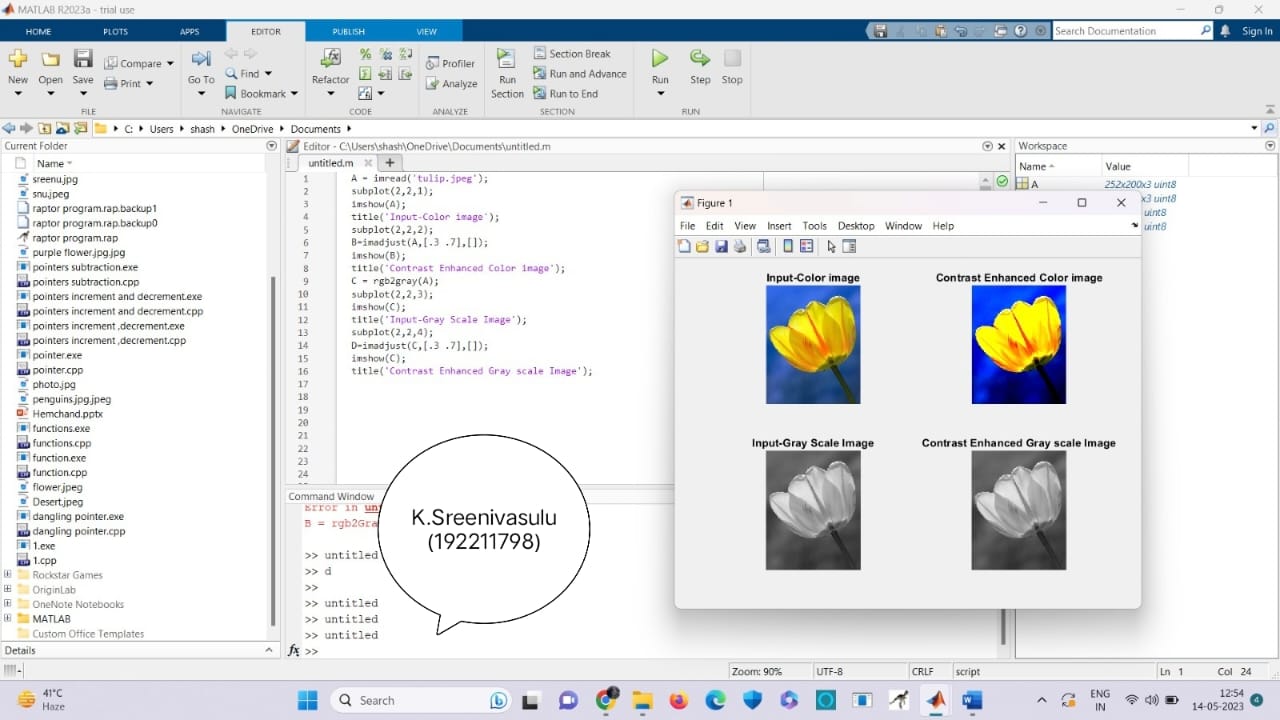 MATLAB R2023a - trial use
HOME PLOTS APPS EDITOR PUBLISH VIEW
Search Documentation
Sign In
New Open Save
Compare
Print
FILE
Go To
Find
Bookmark
NAVIGATE
Refactor
CODE
Profiler
Analyze
ANALYZE
Run Section
Section Break
Run and Advance
Run to End
SECTION
Run Step Stop
RUN
C: Users shash OneDrive Documents
Current Folder
Name
sreenu.jpg
snu.jpeg
raptor program.rap.backup1
raptor program.rap.backup0
raptor program.rap
purple flower.jpg.jpg
pointers subtraction.exe
pointers subtraction.cpp
pointers increment and decrement.exe
pointers increment and decrement.cpp
pointers increment ,decrement.exe
pointers increment ,decrement.cpp
pointer.exe
pointer.cpp
photo.jpg
penguins.jpg.jpeg
Hemchand.pptx
functions.exe
functions.cpp
function.exe
function.cpp
flower.jpeg
Desert.jpeg
dangling pointer.exe
dangling pointer.cpp
1.exe
1.cpp
Rockstar Games
OriginLab
OneNote Notebooks
MATLAB
Custom Office Templates
Details
Editor - C:\Users\shash\OneDrive\Documents\untitled.m
untitled.m
1 A = imread('tulip.jpeg');
2 subplot(2,2,1);
3 imshow(A);
4 title('Input-Color image');
5 subplot(2,2,2);
6 B=imadjust(A,[.3 .7],[]);
7 imshow(B);
8 title('Contrast Enhanced Color image');
9 C = rgb2gray(A);
10 subplot(2,2,3);
11 imshow(C);
12 title('Input-Gray Scale Image');
13 subplot(2,2,4);
14 D=imadjust(C,[.3 .7],[]);
15 imshow(C);
16 title('Contrast Enhanced Gray scale Image');
17
18
19
20
21
22
23
24
Command Window
Error in
B = rgb2Gra
>> untitled
>> d
>>
>> untitled
>> untitled
>> untitled
fx >>
K.Sreenivasulu
(192211798)
Workspace
Name Value
A 252x200x3 uint8
x3 uint8
uint8
uint8
Figure 1
File Edit View Insert Tools Desktop Window Help
Input-Color image
Contrast Enhanced Color image
Input-Gray Scale Image
Contrast Enhanced Gray scale Image
Zoom: 90% UTF-8 CRLF script Ln 1 Col 24
41°C
Haze
Search
ENG
IN
12:54
14-05-2023
4